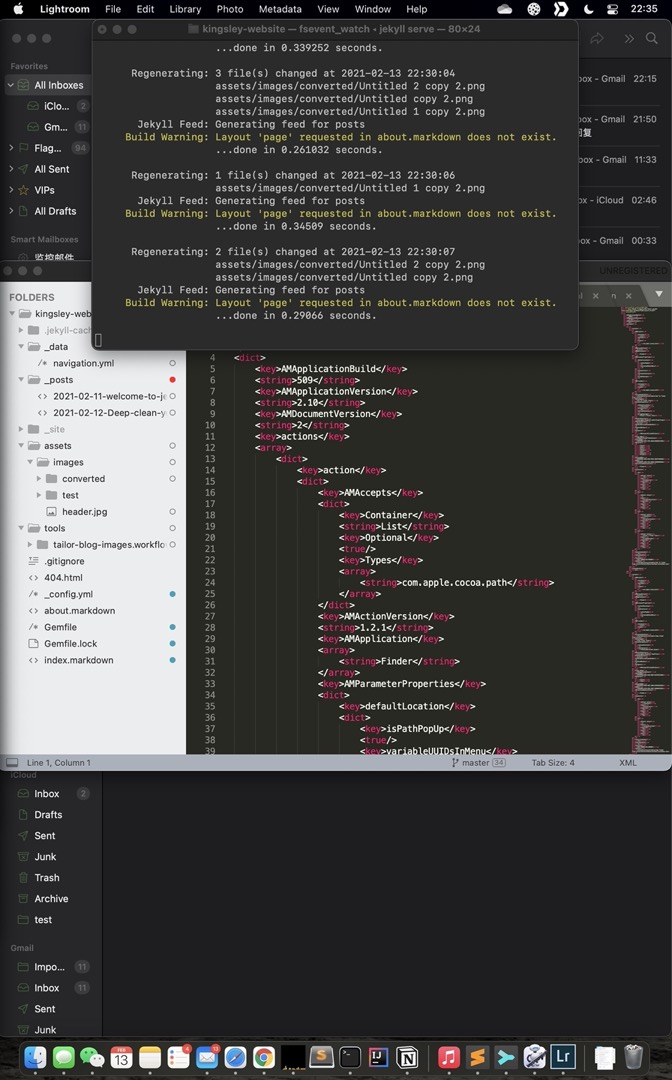 Lightroom File Edit Library Photo Metadata View Window Help 22:35
kingsley-website — fsevent_watch ◂ jekyll serve — 80×24
...done in 0.339252 seconds.
Regenerating: 3 file(s) changed at 2021-02-13 22:30:04
assets/images/converted/Untitled 2 copy 2.png
assets/images/converted/Untitled copy 2.png
assets/images/converted/Untitled 1 copy 2.png
Jekyll Feed: Generating feed for posts
Build Warning: Layout 'page' requested in about.markdown does not exist.
...done in 0.261032 seconds.
Regenerating: 1 file(s) changed at 2021-02-13 22:30:06
assets/images/converted/Untitled 1 copy 2.png
Jekyll Feed: Generating feed for posts
Build Warning: Layout 'page' requested in about.markdown does not exist.
...done in 0.34509 seconds.
Regenerating: 2 file(s) changed at 2021-02-13 22:30:07
assets/images/converted/Untitled 2 copy 2.png
assets/images/converted/Untitled copy 2.png
Jekyll Feed: Generating feed for posts
Build Warning: Layout 'page' requested in about.markdown does not exist.
...done in 0.29066 seconds.
Favorites
All Inboxes
iClo... 2
Gm... 11
Flag... 94
All Sent
VIPs
All Drafts
Smart Mailboxes
监控邮件
box - Gmail 22:15
ox - Gmail 21:50
回复
ox - Gmail 11:33
ox - iCloud 02:46
ox - Gmail 00:33
UNREGISTERED
FOLDERS
kingsley-web
.jekyll-cac
_data
navigation.yml
_posts
2021-02-11-welcome-to-je
2021-02-12-Deep-clean-y
_site
assets
images
converted
test
header.jpg
tools
tailor-blog-images.workflo
.gitignore
404.html
_config.yml
about.markdown
Gemfile
Gemfile.lock
index.markdown
4 <dict>
5 <key>AMApplicationBuild</key>
6 <string>509</string>
7 <key>AMApplicationVersion</key>
8 <string>2.10</string>
9 <key>AMDocumentVersion</key>
10 <string>2</string>
11 <key>actions</key>
12 <array>
13 <dict>
14 <key>action</key>
15 <dict>
16 <key>AMAccepts</key>
17 <dict>
18 <key>Container</key>
19 <string>List</string>
20 <key>Optional</key>
21 <true/>
22 <key>Types</key>
23 <array>
24 <string>com.apple.cocoa.path</string>
25 </array>
26 </dict>
27 <key>AMActionVersion</key>
28 <string>1.2.1</string>
29 <key>AMApplication</key>
30 <array>
31 <string>Finder</string>
32 </array>
33 <key>AMParameterProperties</key>
34 <dict>
35 <key>defaultLocation</key>
36 <dict>
37 <key>isPathPopUp</key>
38 <true/>
39 <key>variableUUIDsInMenu</key>
Line 1, Column 1 master 34 Tab Size: 4 XML
iCloud
Inbox 2
Drafts
Sent
Junk
Trash
Archive
test
Gmail
Impo... 11
Inbox 11
Sent
Junk
FEB
13
Lr